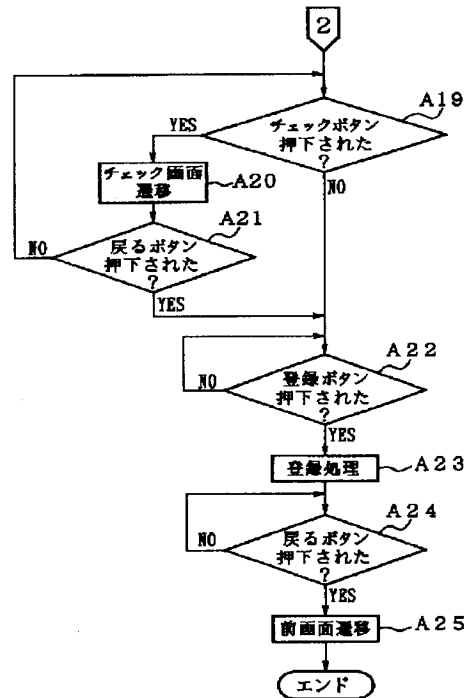 2
A19
チェックボタン
押下された
?
YES
NO
チェック画面
遷移
A20
A21
戻るボタン
押下された
?
NO
YES
A22
登録ボタン
押下された
?
NO
YES
登録処理
A23
A24
戻るボタン
押下された
?
NO
YES
前画面遷移
A25
エンド